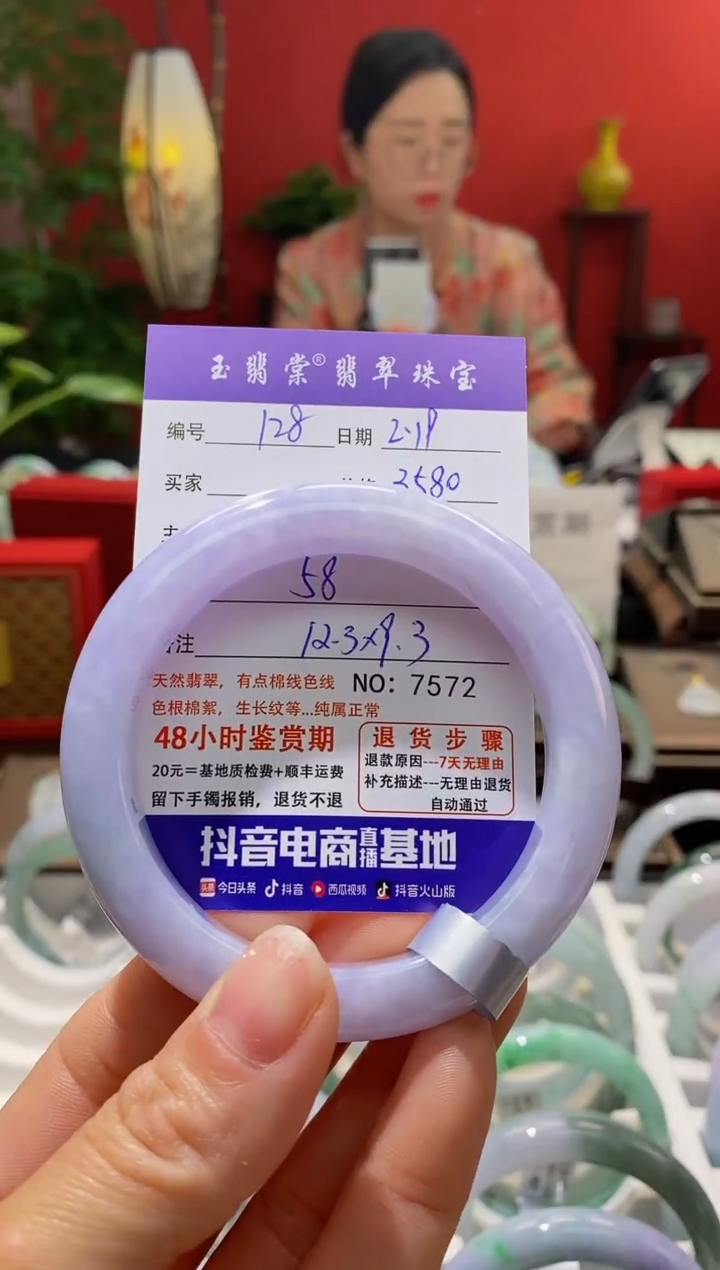 玉翡棠®翡翠珠宝
编号 128 日期 2.19
买家 2580
58
注 12.3×9.3
天然翡翠，有点棉线色线 NO：7572
色根棉絮，生长纹等...纯属正常
48小时鉴赏期
20元＝基地质检费+顺丰运费
留下手镯报销，退货不退
退货步骤
退款原因---7天无理由
补充描述---无理由退货
自动通过
抖音电商直播基地
头条 今日头条 抖音 西瓜视频 抖音火山版